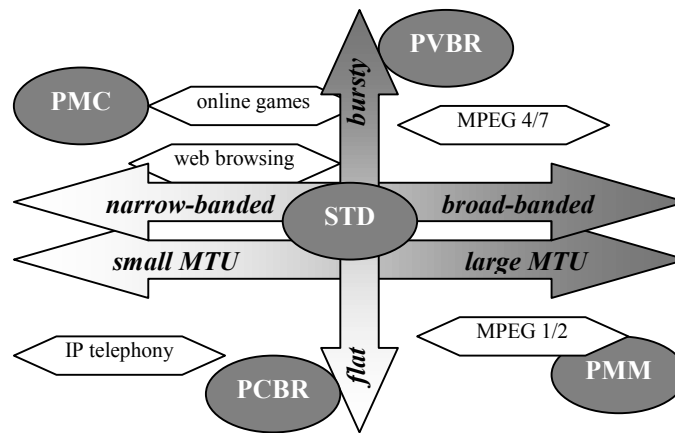 PVBR
PMC
online games
bursty
MPEG 4/7
web browsing
narrow-banded
STD
broad-banded
small MTU
large MTU
IP telephony
MPEG 1/2
flat
PCBR
PMM